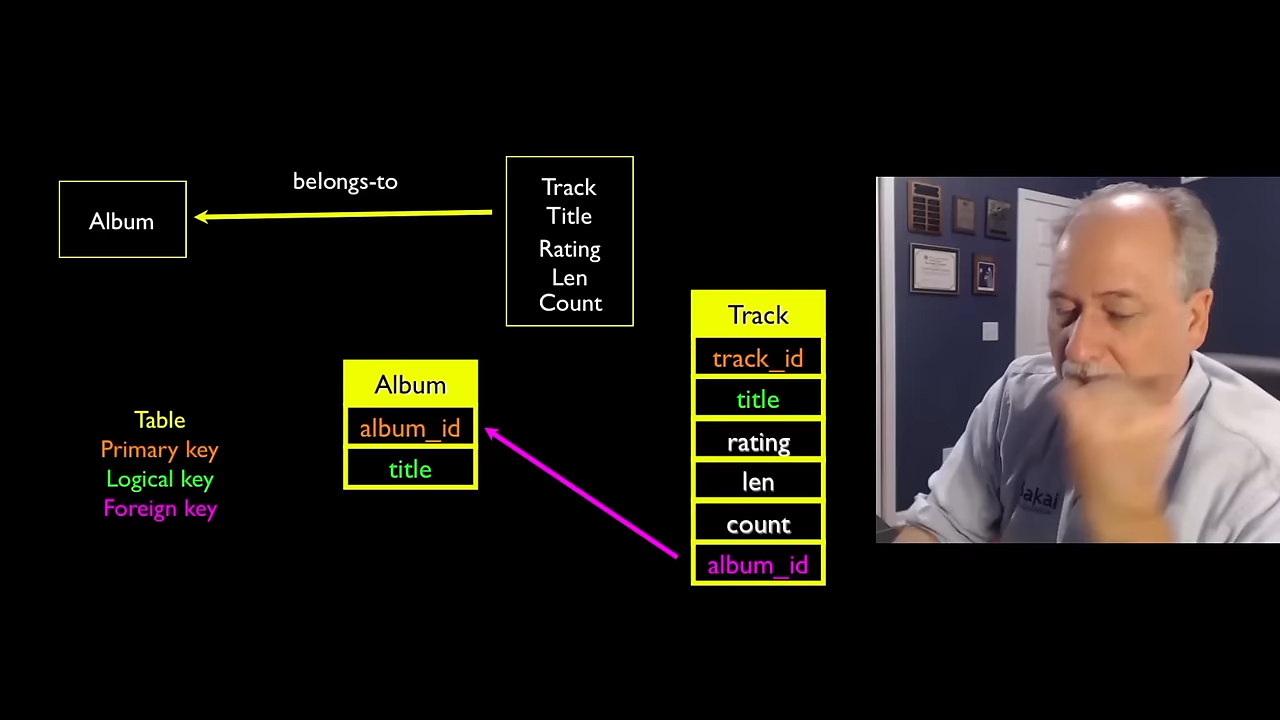 belongs-to
Album
Track
Title
Rating
Len
Count
Table
Primary key
Logical key
Foreign key
Album
album_id
title
Track
track_id
title
rating
len
count
album_id